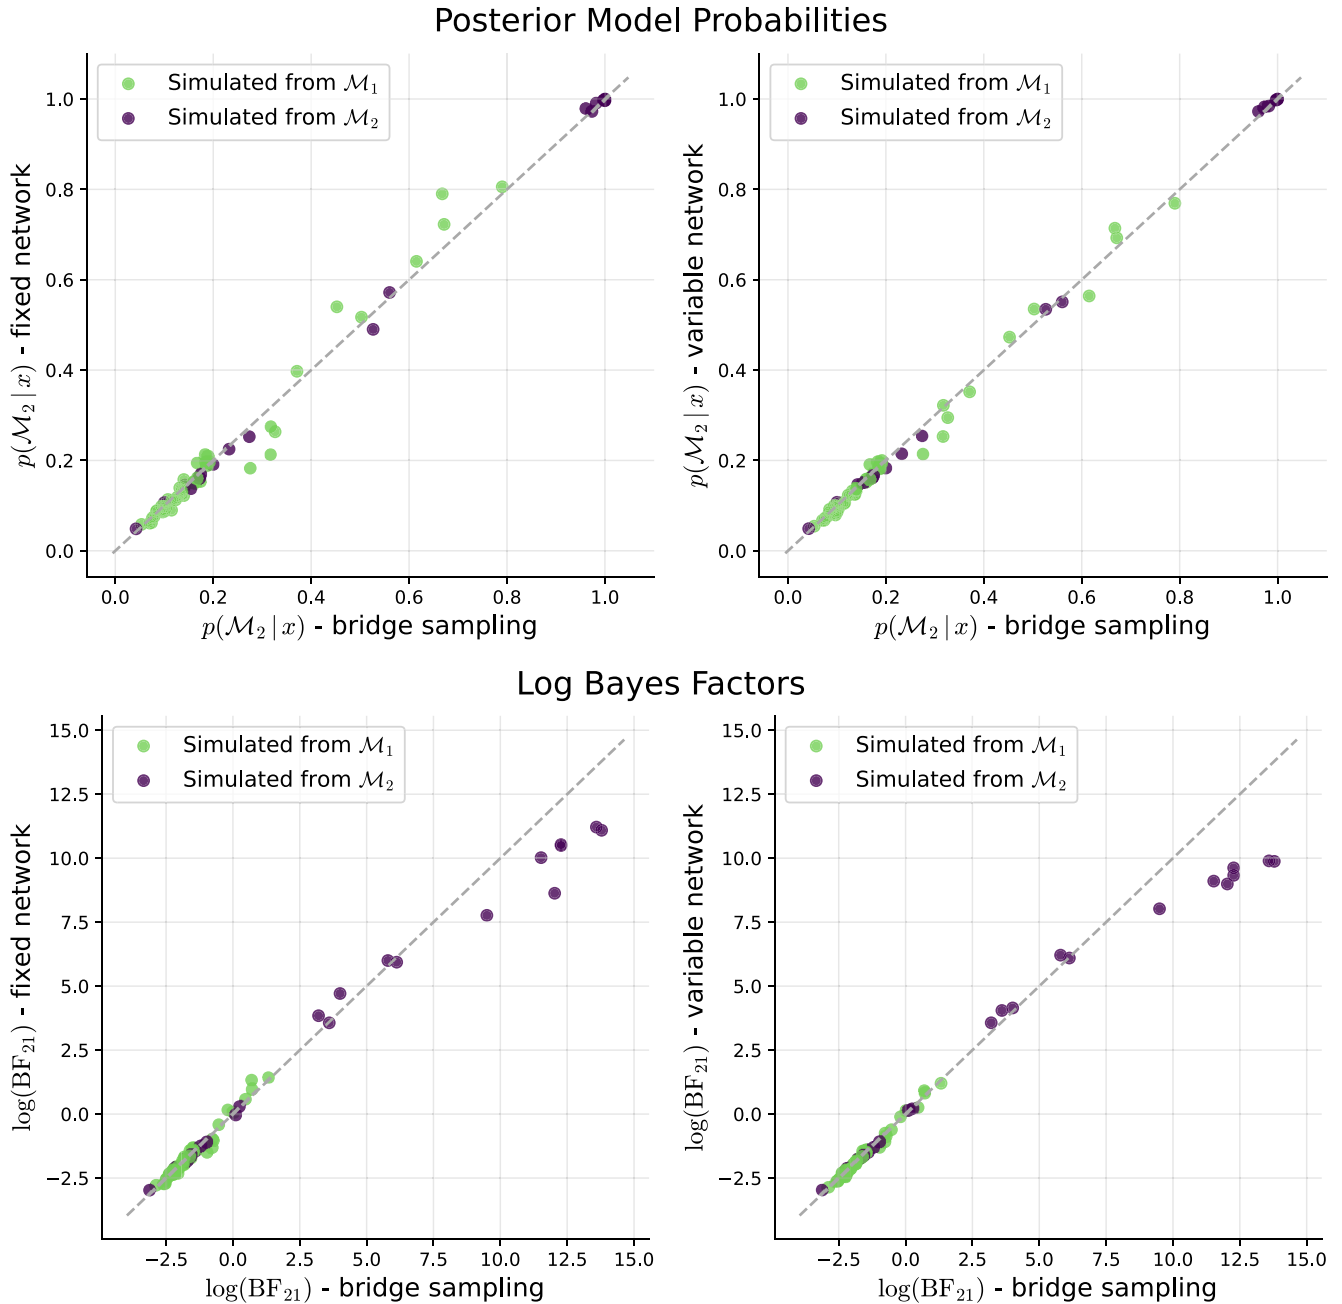 Posterior Model Probabilities
Simulated from ℳ₁
Simulated from ℳ₂
p(ℳ₂ | x) - fixed network
1.0
0.8
0.6
0.4
0.2
0.0
0.0 0.2 0.4 0.6 0.8 1.0
p(ℳ₂ | x) - bridge sampling
Simulated from ℳ₁
Simulated from ℳ₂
p(ℳ₂ | x) - variable network
1.0
0.8
0.6
0.4
0.2
0.0
0.0 0.2 0.4 0.6 0.8 1.0
p(ℳ₂ | x) - bridge sampling
Log Bayes Factors
Simulated from ℳ₁
Simulated from ℳ₂
log(BF₂₁) - fixed network
15.0
12.5
10.0
7.5
5.0
2.5
0.0
−2.5
−2.5 0.0 2.5 5.0 7.5 10.0 12.5 15.0
log(BF₂₁) - bridge sampling
Simulated from ℳ₁
Simulated from ℳ₂
log(BF₂₁) - variable network
15.0
12.5
10.0
7.5
5.0
2.5
0.0
−2.5
−2.5 0.0 2.5 5.0 7.5 10.0 12.5 15.0
log(BF₂₁) - bridge sampling